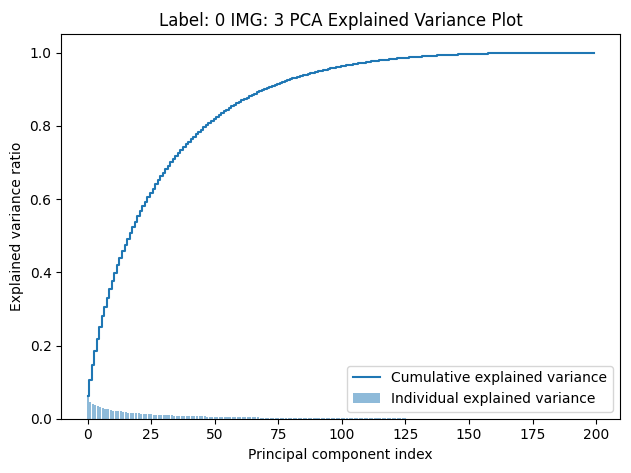 Label: 0 IMG: 3 PCA Explained Variance Plot
Explained variance ratio
1.0
0.8
0.6
0.4
0.2
0.0
Cumulative explained variance
Individual explained variance
0 25 50 75 100 125 150 175 200
Principal component index